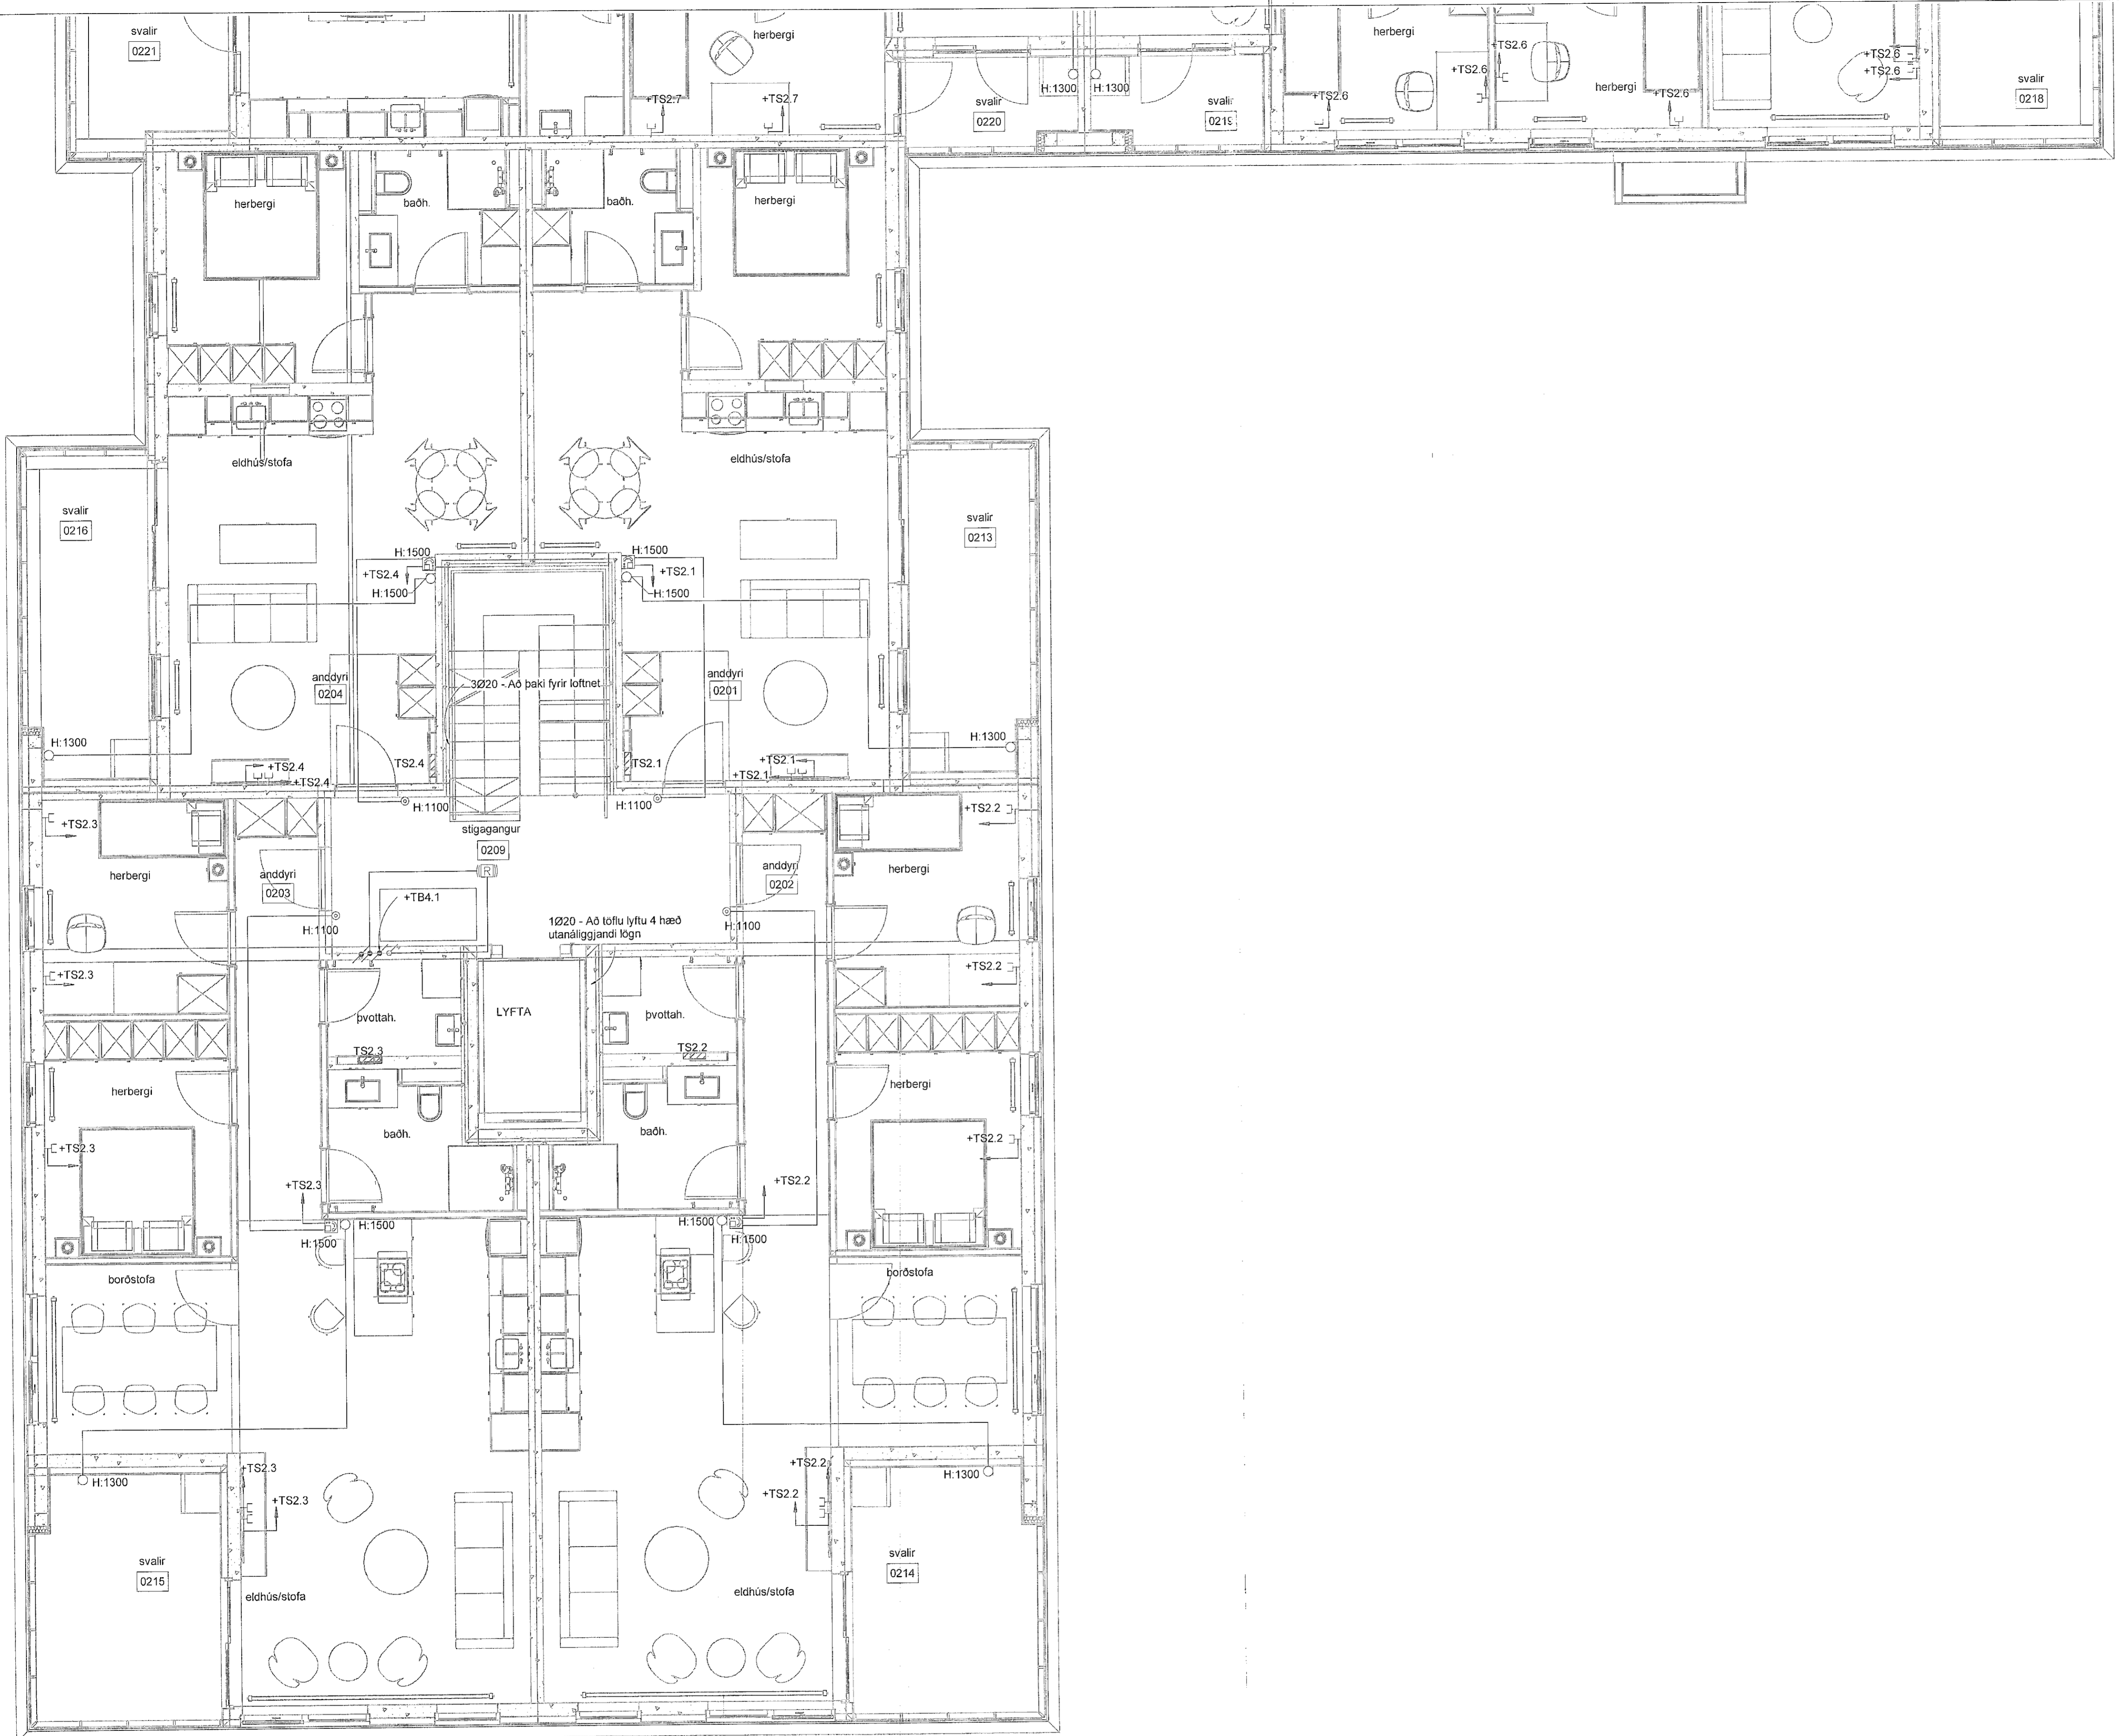 svalir
0221
herbergi
+TS2.7
+TS2.7
svalir
0220
H:1300
H:1300
svalir
0219
herbergi
+TS2.6
+TS2.6
+TS2.6
herbergi
+TS2.6
+TS2.6
+TS2.6
svalir
0218
herbergi
baðh.
baðh.
herbergi
eldhús/stofa
eldhús/stofa
svalir
0216
svalir
0213
H:1500
+TS2.4
H:1500
H:1500
+TS2.1
H:1500
anddyri
0204
3Ø20 - Að þaki fyrir loftnet
anddyri
0201
H:1300
H:1300
+TS2.4
+TS2.4
TS2.4
TS2.1
+TS2.1
+TS2.1
H:1100
H:1100
+TS2.3
+TS2.2
stigagangur
0209
herbergi
anddyri
0203
R
anddyri
0202
herbergi
+TB4.1
H:1100
1Ø20 - Að töflu lyftu 4 hæð
utanáliggjandi lögn
H:1100
+TS2.3
+TS2.2
þvottah.
LYFTA
þvottah.
TS2.3
TS2.2
herbergi
herbergi
baðh.
baðh.
+TS2.3
+TS2.2
+TS2.3
+TS2.2
H:1500
H:1500
H:1500
H:1500
borðstofa
borðstofa
+TS2.3
H:1300
+TS2.3
+TS2.2
H:1300
+TS2.2
svalir
0215
svalir
0214
eldhús/stofa
eldhús/stofa